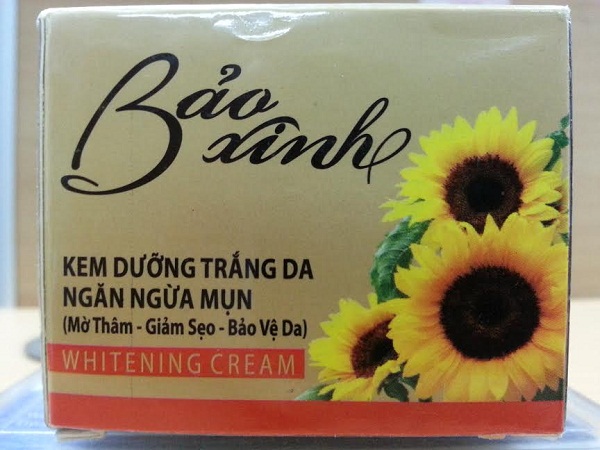 Bảo
xinh
KEM DƯỠNG TRẮNG DA
NGĂN NGỪA MỤN
(Mờ Thâm - Giảm Sẹo - Bảo Vệ Da)
WHITENING CREAM